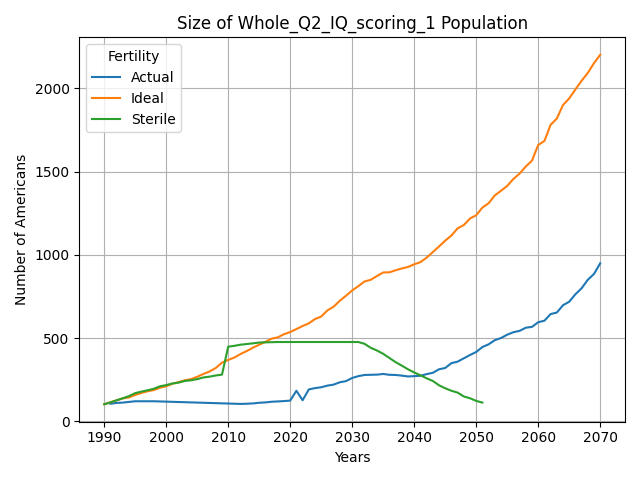 Size of Whole_Q2_IQ_scoring_1 Population
Fertility
Actual
Ideal
Sterile
Number of Americans
2000
1500
1000
500
0
1990 2000 2010 2020 2030 2040 2050 2060 2070
Years